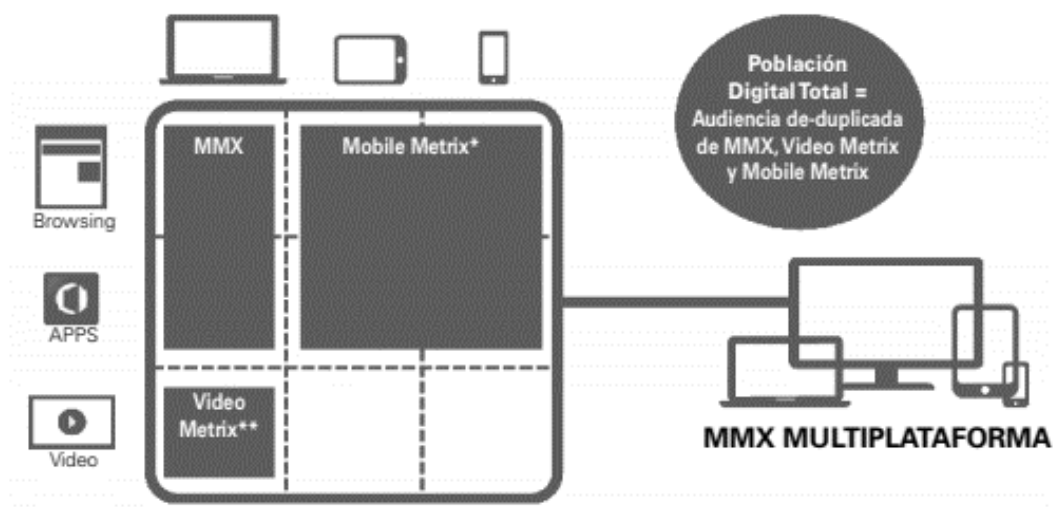 Población
Digital Total =
Audiencia de-duplicada
de MMX, Video Metrix
y Mobile Metrix
MMX
Mobile Metrix*
Browsing
APPS
Video
Metrix**
Video
MMX MULTIPLATAFORMA